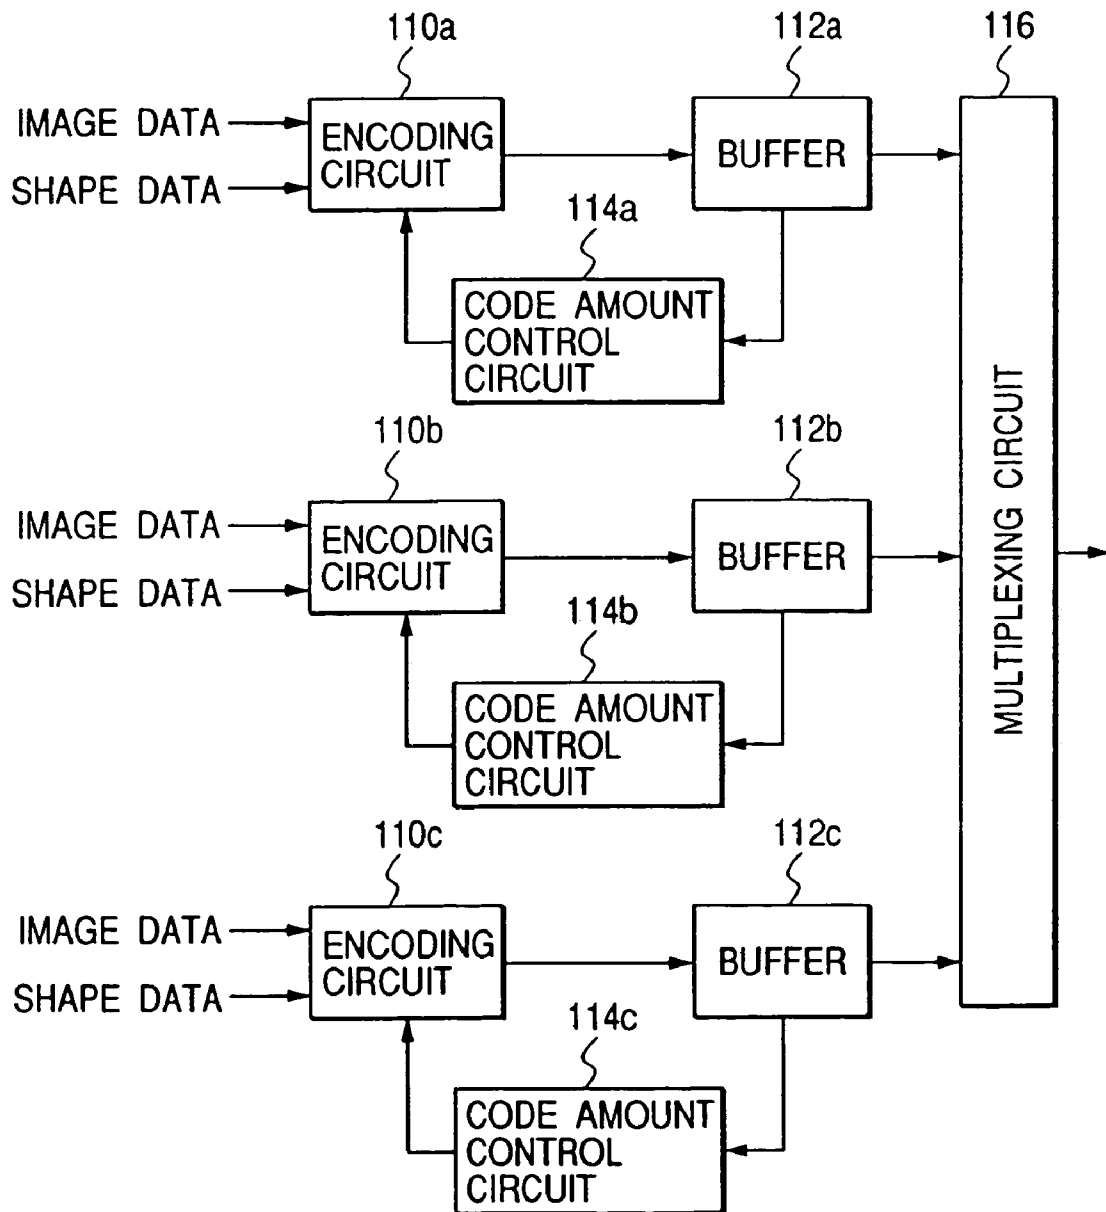 110a
112a
116
IMAGE DATA
SHAPE DATA
ENCODING
CIRCUIT
BUFFER
114a
CODE AMOUNT
CONTROL
CIRCUIT
110b
112b
IMAGE DATA
SHAPE DATA
ENCODING
CIRCUIT
BUFFER
114b
CODE AMOUNT
CONTROL
CIRCUIT
MULTIPLEXING CIRCUIT
110c
112c
IMAGE DATA
SHAPE DATA
ENCODING
CIRCUIT
BUFFER
114c
CODE AMOUNT
CONTROL
CIRCUIT